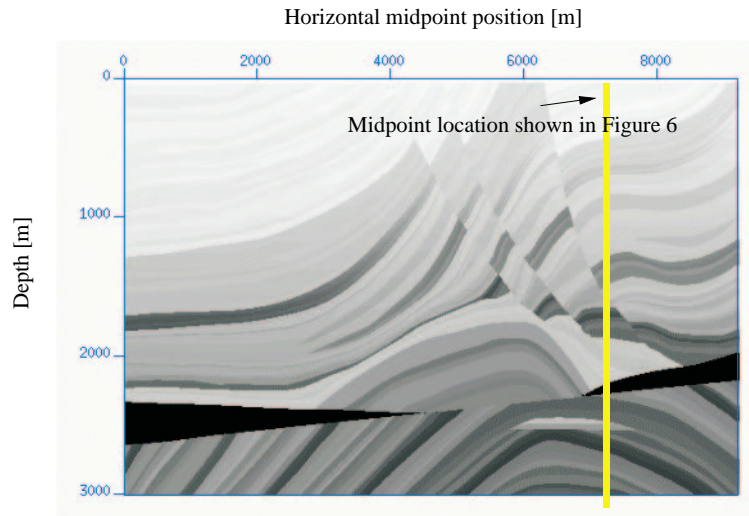 Horizontal midpoint position [m]
0 2000 4000 6000 8000
0
Midpoint location shown in Figure 6
1000
Depth [m]
2000
3000